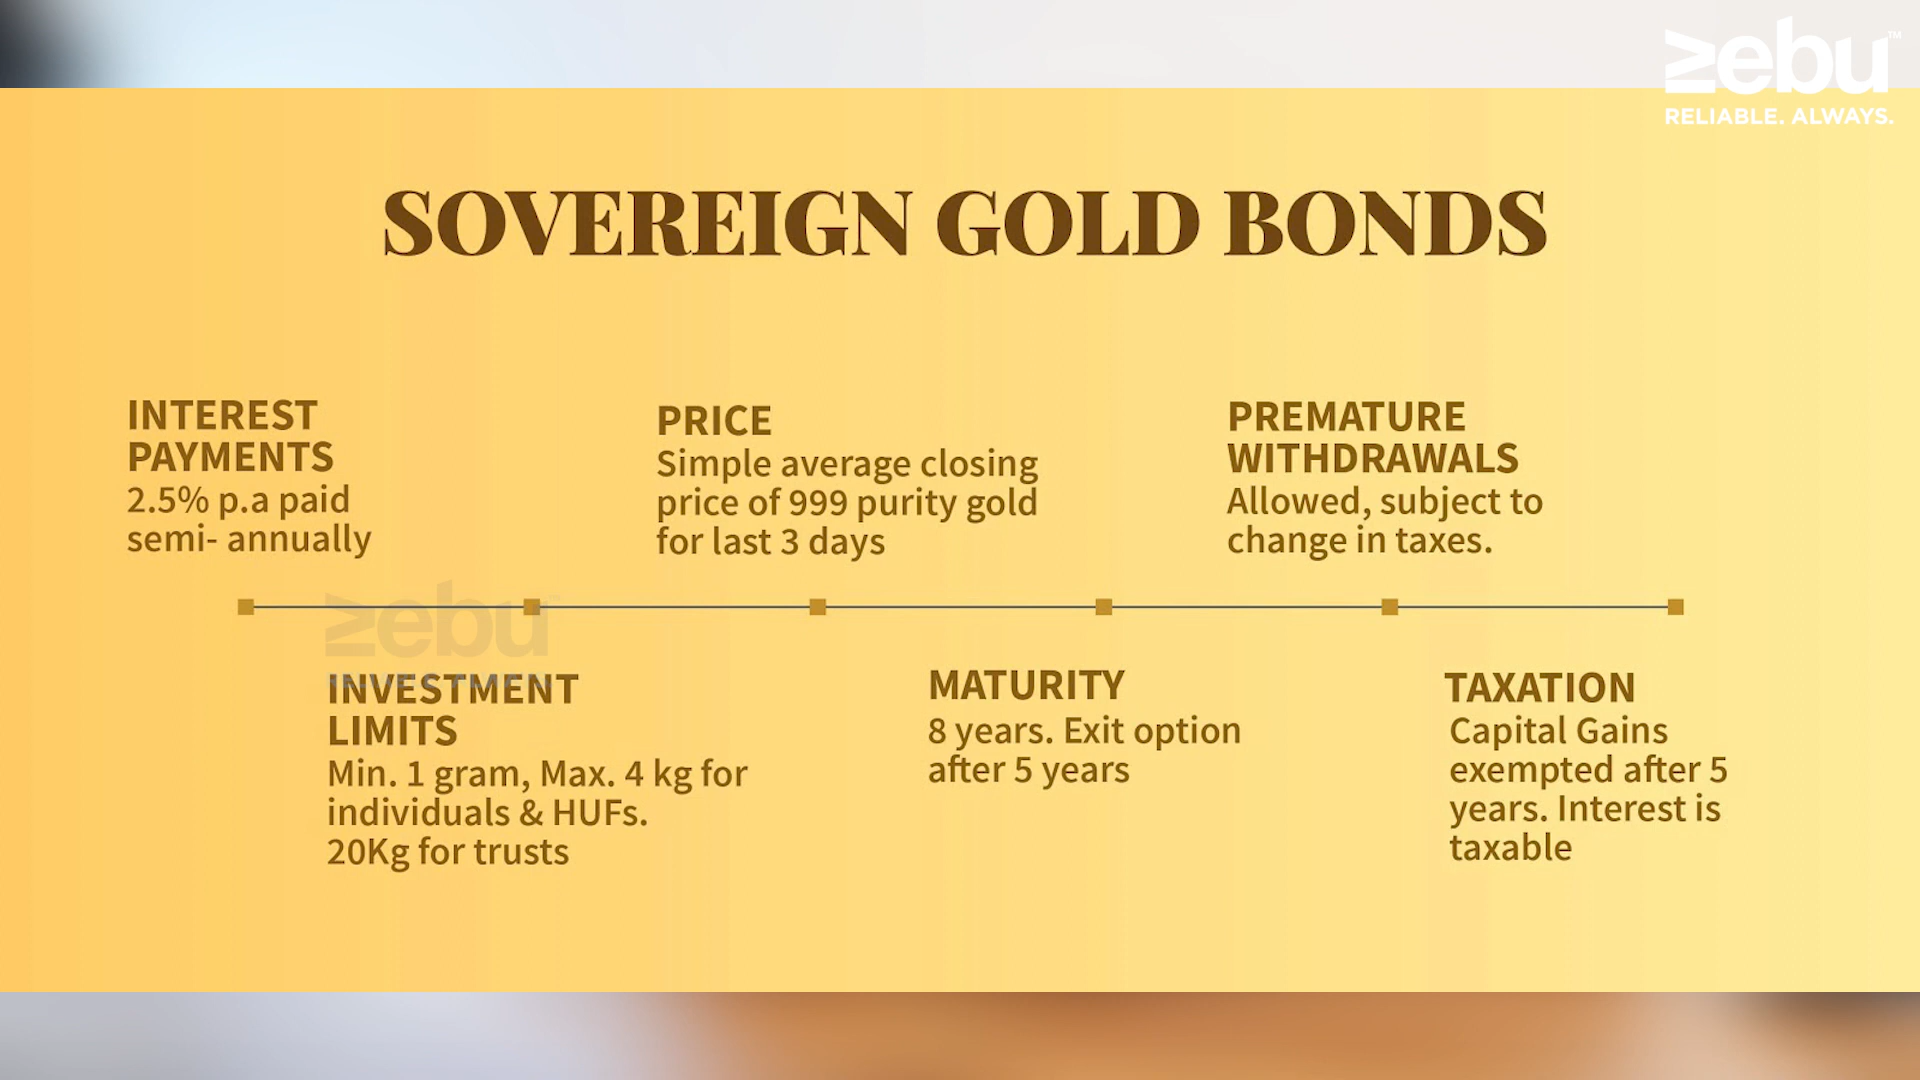 zebu™
RELIABLE. ALWAYS.
SOVEREIGN GOLD BONDS
INTEREST
PAYMENTS
2.5% p.a paid
semi- annually
PRICE
Simple average closing
price of 999 purity gold
for last 3 days
PREMATURE
WITHDRAWALS
Allowed, subject to
change in taxes.
zebu
INVESTMENT
LIMITS
Min. 1 gram, Max. 4 kg for
individuals & HUFs.
20Kg for trusts
MATURITY
8 years. Exit option
after 5 years
TAXATION
Capital Gains
exempted after 5
years. Interest is
taxable